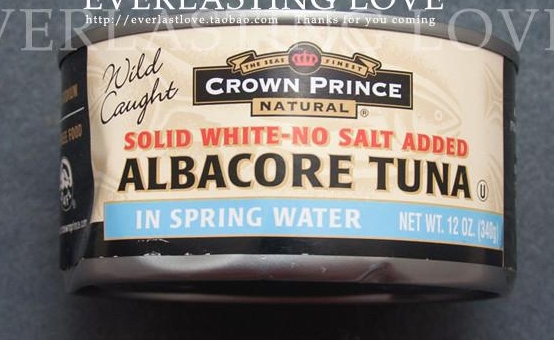 EVERLASTING LOVE
http://everlastlove.taobao.com Thanks for you coming
Wild
Caught
THE SEAS FINEST
CROWN PRINCE
NATURAL ®
SOLID WHITE-NO SALT ADDED
ALBACORE TUNA U
IN SPRING WATER
NET WT. 12 OZ. (340g)